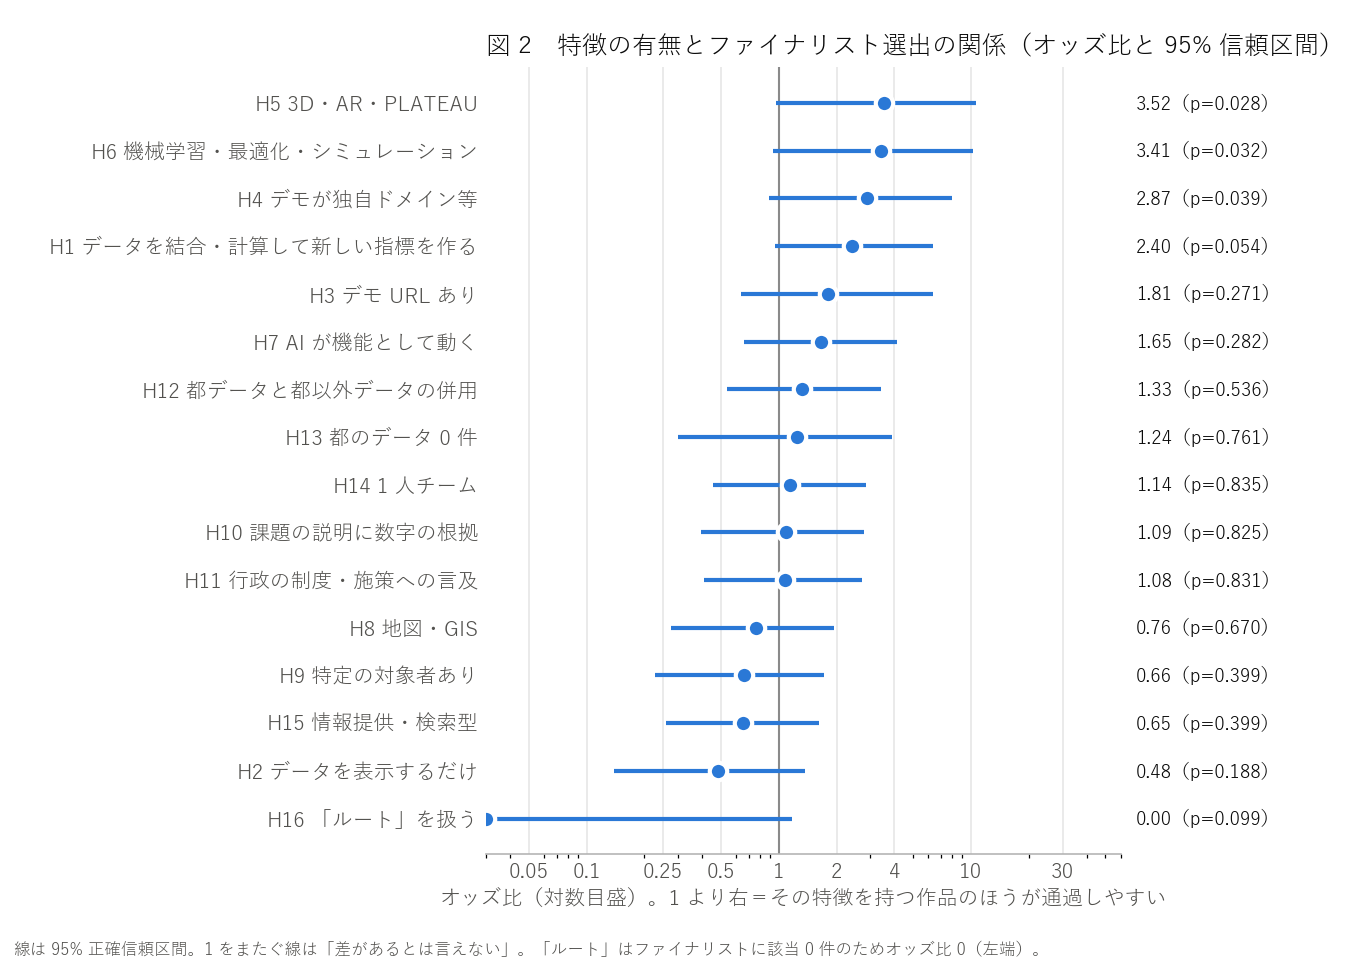 図 2　特徴の有無とファイナリスト選出の関係（オッズ比と 95% 信頼区間）
H5 3D・AR・PLATEAU 3.52（p=0.028）
H6 機械学習・最適化・シミュレーション 3.41（p=0.032）
H4 デモが独自ドメイン等 2.87（p=0.039）
H1 データを結合・計算して新しい指標を作る 2.40（p=0.054）
H3 デモ URL あり 1.81（p=0.271）
H7 AI が機能として動く 1.65（p=0.282）
H12 都データと都以外データの併用 1.33（p=0.536）
H13 都のデータ 0 件 1.24（p=0.761）
H14 1 人チーム 1.14（p=0.835）
H10 課題の説明に数字の根拠 1.09（p=0.825）
H11 行政の制度・施策への言及 1.08（p=0.831）
H8 地図・GIS 0.76（p=0.670）
H9 特定の対象者あり 0.66（p=0.399）
H15 情報提供・検索型 0.65（p=0.399）
H2 データを表示するだけ 0.48（p=0.188）
H16 「ルート」を扱う 0.00（p=0.099）
0.05 0.1 0.25 0.5 1 2 4 10 30
オッズ比（対数目盛）。1 より右＝その特徴を持つ作品のほうが通過しやすい
線は 95% 正確信頼区間。1 をまたぐ線は「差があるとは言えない」。「ルート」はファイナリストに該当 0 件のためオッズ比 0（左端）。